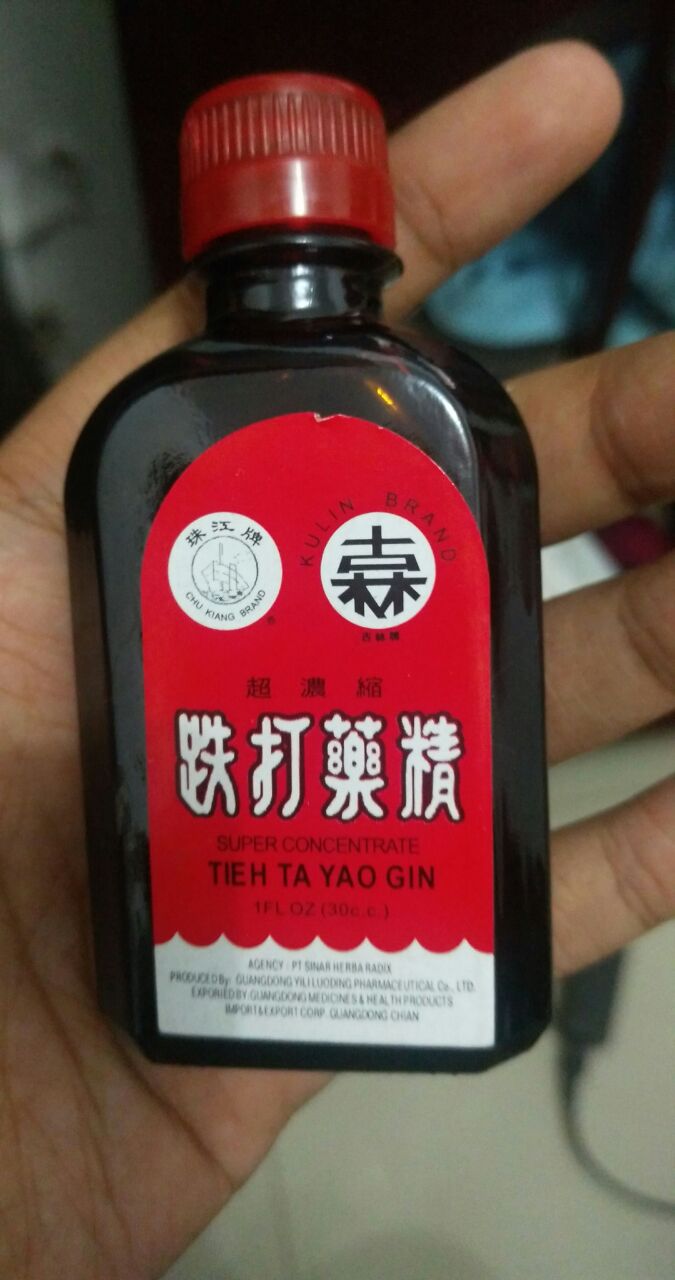 珠江牌
CHU KIANG BRAND
®
KULIN BRAND
吉林牌
超濃縮
跌打藥精
SUPER CONCENTRATE
TIEH TA YAO GIN
1FL OZ (30c.c.)
AGENCY : PT SINAR HERBA RADIX
PRODUCED By: GUANGDONG YILI LUODING PHARMACEUTICAL Co., LTD.
EXPORIED BY: GUANGDONG MEDICINES & HEALTH PRODUCTS
IMPORT & EXPORT CORP. GUANGDONG CHIAN